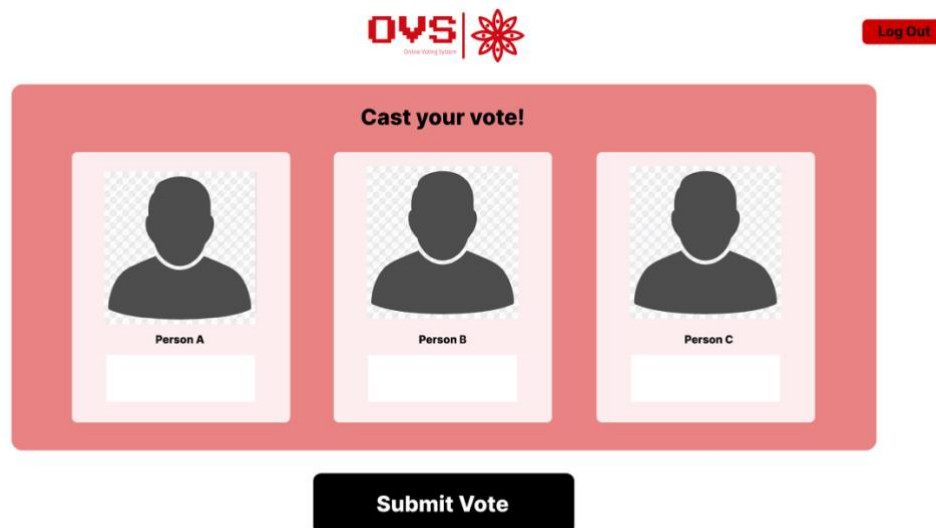 OVS
Online Voting System
Log Out
Cast your vote!
Person A
Person B
Person C
Submit Vote